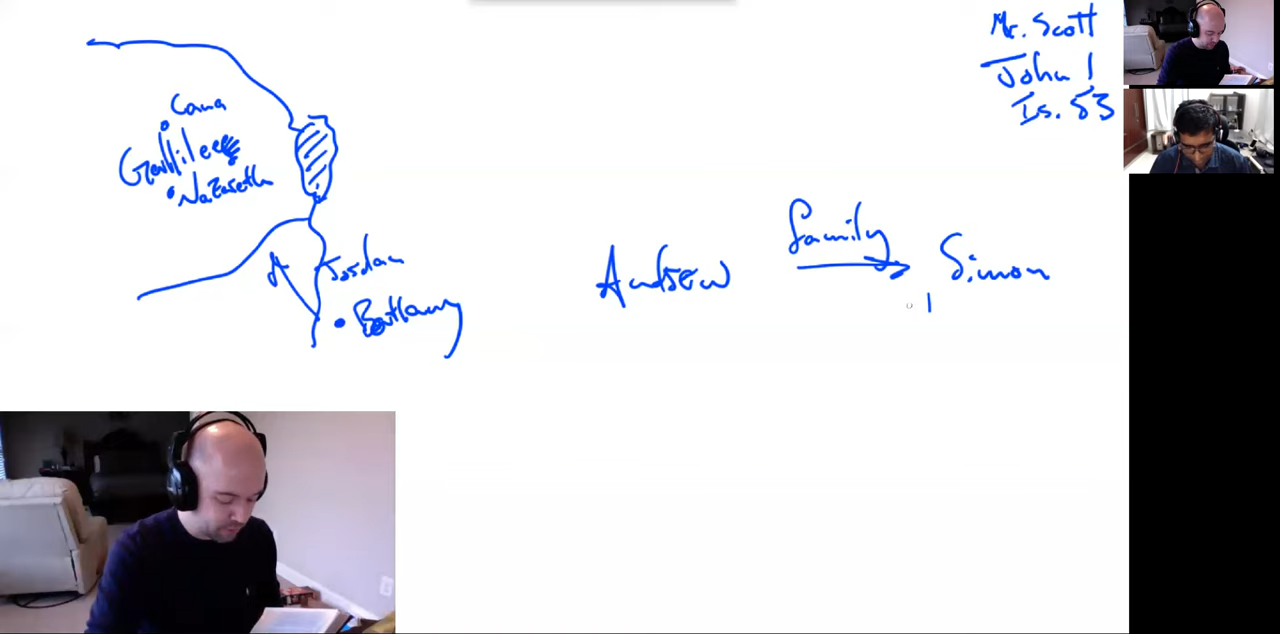 Mr. Scott
John 1
Is. 53
Cana
Galilee
Nazareth
Jordan
Bethany
family
Andrew
Simon